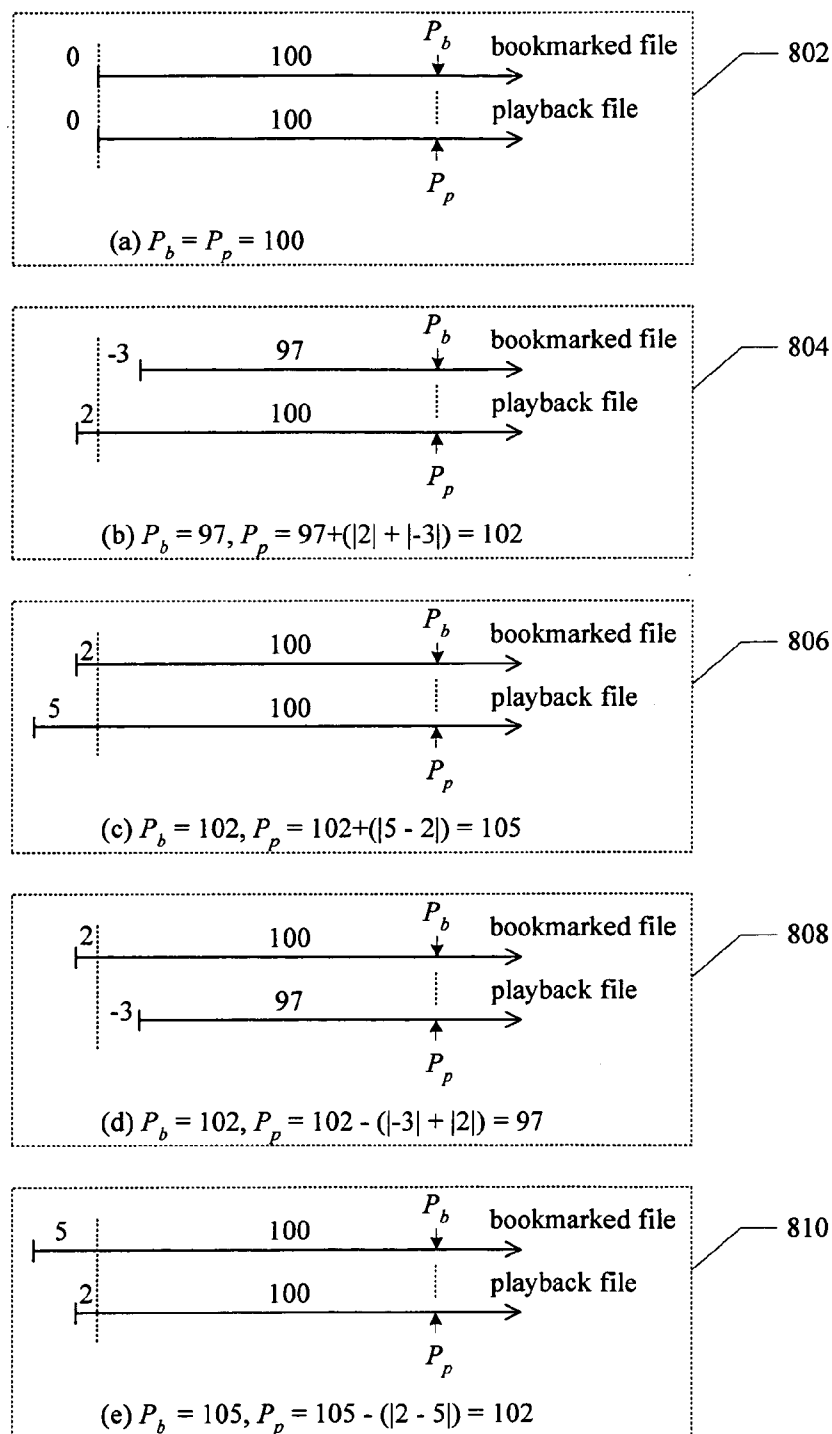 P_b
0 100 bookmarked file
802
0 100 playback file
P_p
(a) P_b = P_p = 100
P_b
-3 97 bookmarked file
804
2 100 playback file
P_p
(b) P_b = 97, P_p = 97+(|2| + |-3|) = 102
P_b
2 100 bookmarked file
806
5 100 playback file
P_p
(c) P_b = 102, P_p = 102+(|5 - 2|) = 105
P_b
2 100 bookmarked file
808
-3 97 playback file
P_p
(d) P_b = 102, P_p = 102 - (|-3| + |2|) = 97
P_b
5 100 bookmarked file
810
2 100 playback file
P_p
(e) P_b = 105, P_p = 105 - (|2 - 5|) = 102